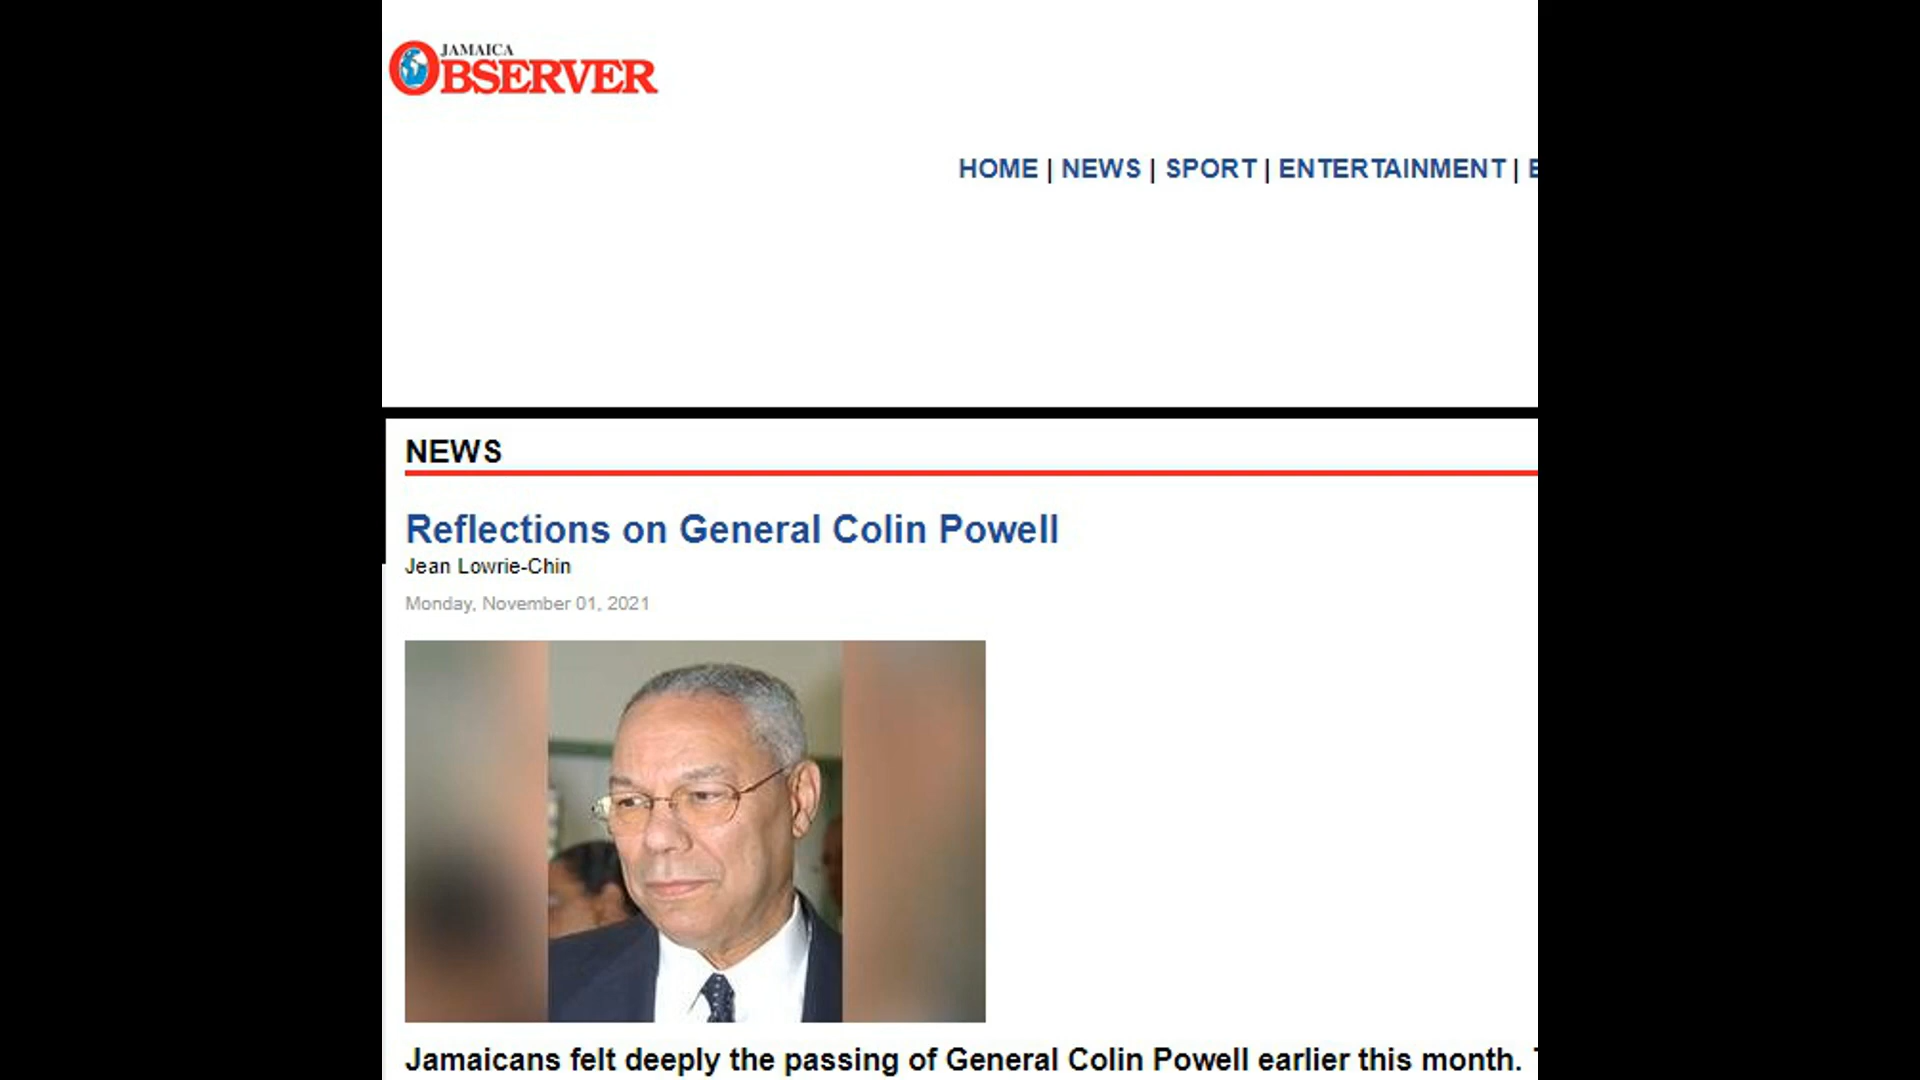 JAMAICA
OBSERVER
HOME | NEWS | SPORT | ENTERTAINMENT |
NEWS
Reflections on General Colin Powell
Jean Lowrie-Chin
Monday, November 01, 2021
Jamaicans felt deeply the passing of General Colin Powell earlier this month.